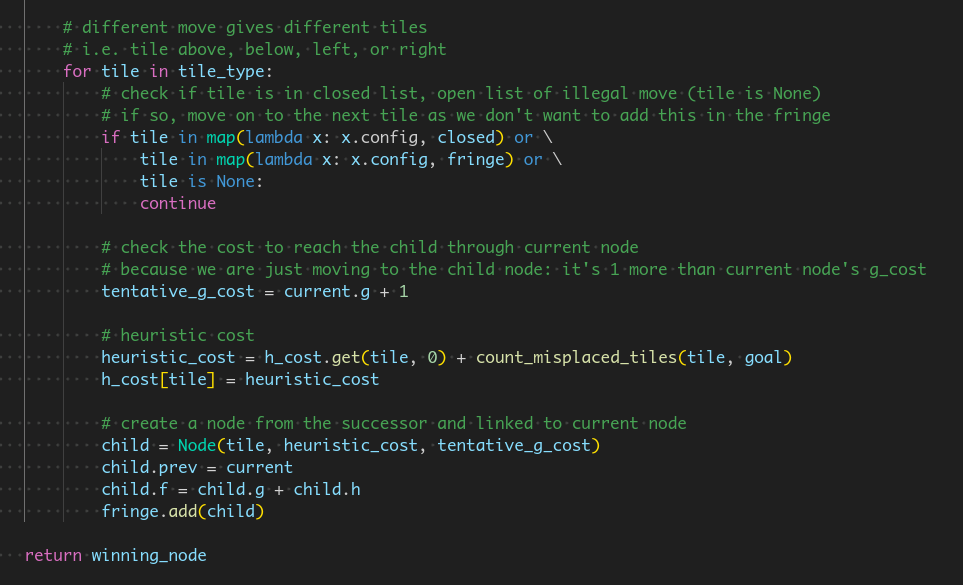 # different move gives different tiles
# i.e. tile above, below, left, or right
for tile in tile_type:
# check if tile is in closed list, open list of illegal move (tile is None)
# if so, move on to the next tile as we don't want to add this in the fringe
if tile in map(lambda x: x.config, closed) or \
tile in map(lambda x: x.config, fringe) or \
tile is None:
continue
# check the cost to reach the child through current node
# because we are just moving to the child node: it's 1 more than current node's g_cost
tentative_g_cost = current.g + 1
# heuristic cost
heuristic_cost = h_cost.get(tile, 0) + count_misplaced_tiles(tile, goal)
h_cost[tile] = heuristic_cost
# create a node from the successor and linked to current node
child = Node(tile, heuristic_cost, tentative_g_cost)
child.prev = current
child.f = child.g + child.h
fringe.add(child)
return winning_node